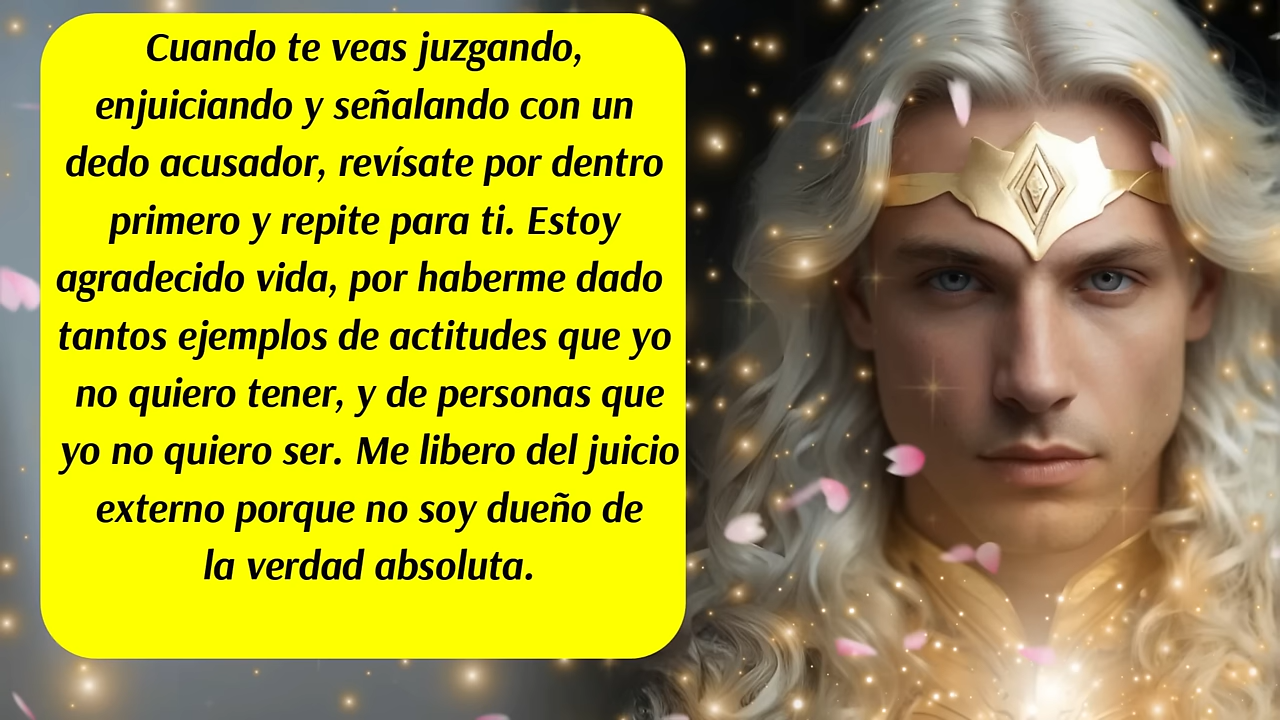 Cuando te veas juzgando,
enjuiciando y señalando con un
dedo acusador, revísate por dentro
primero y repite para ti. Estoy
agradecido vida, por haberme dado
tantos ejemplos de actitudes que yo
no quiero tener, y de personas que
yo no quiero ser. Me libero del juicio
externo porque no soy dueño de
la verdad absoluta.